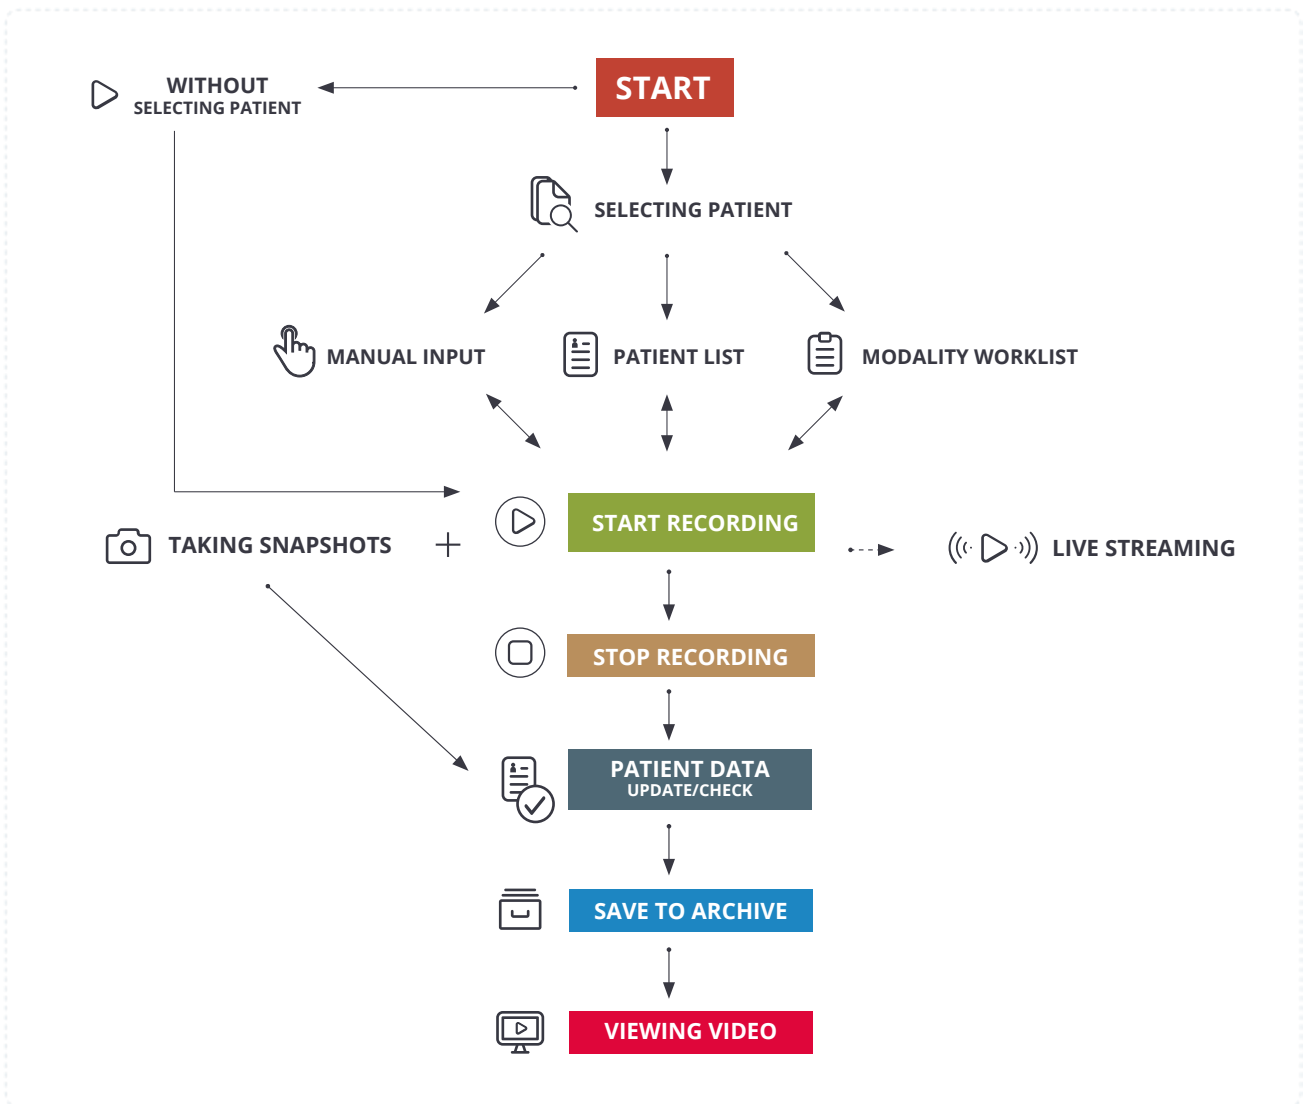 START
WITHOUT
SELECTING PATIENT
SELECTING PATIENT
MANUAL INPUT
PATIENT LIST
MODALITY WORKLIST
START RECORDING
TAKING SNAPSHOTS +
LIVE STREAMING
STOP RECORDING
PATIENT DATA
UPDATE/CHECK
SAVE TO ARCHIVE
VIEWING VIDEO